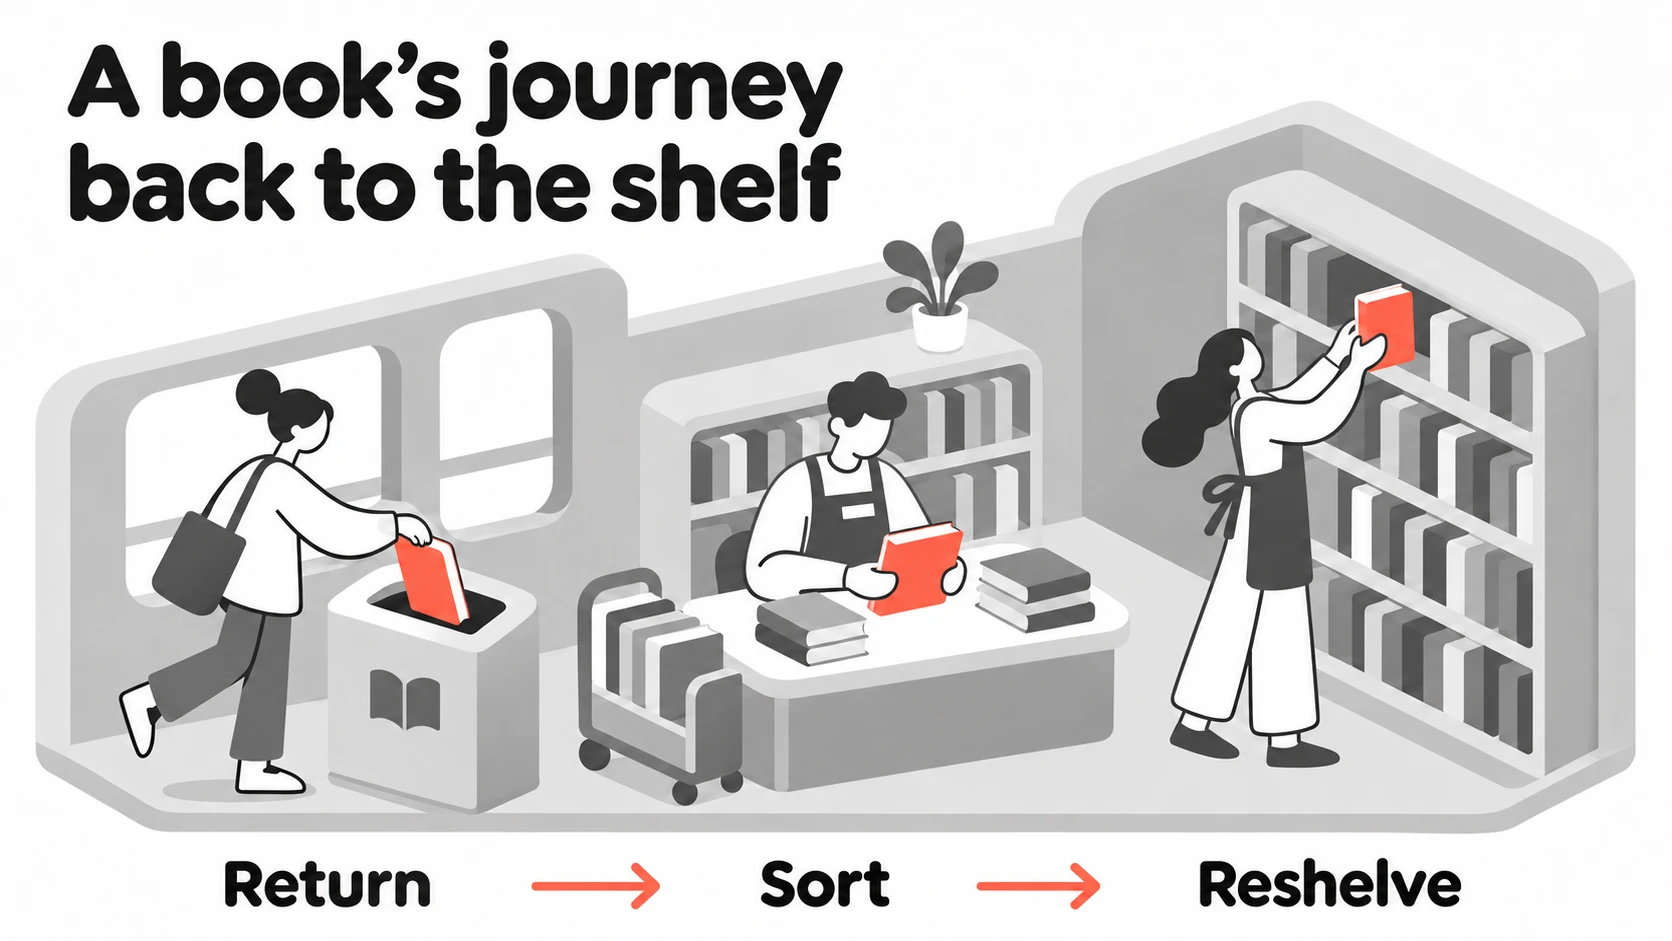 A book’s journey
back to the shelf
Return → Sort → Reshelve